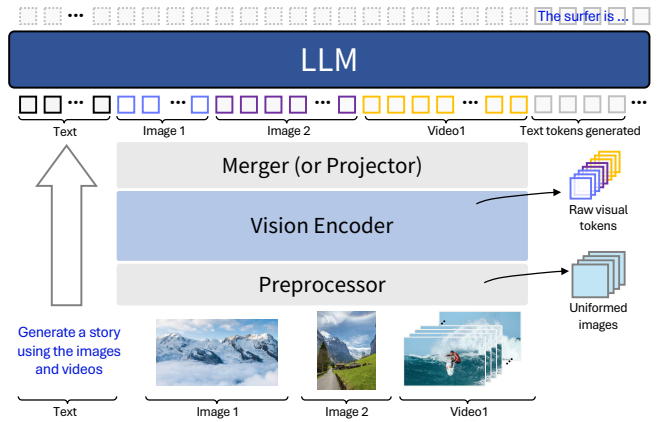 The surfer is ...
LLM
Text
Image 1
Image 2
Video1
Text tokens generated
Merger (or Projector)
Vision Encoder
Raw visual
tokens
Preprocessor
Uniformed
images
Generate a story
using the images
and videos
Text
Image 1
Image 2
Video1